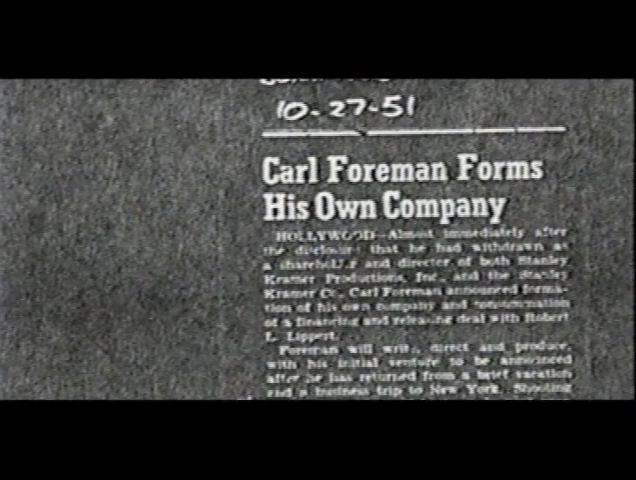 10-27-51
Carl Foreman Forms
His Own Company
HOLLYWOOD—Almost immediately after
the disclosure that he had withdrawn as
a shareholder and director of both Stanley
Kramer Productions, Inc., and the Stanley
Kramer Co., Carl Foreman announced forma-
tion of his own company and consummation
of a financing and releasing deal with Robert
L. Lippert.
Foreman will write, direct and produce,
with his initial venture to be announced
after he has returned from a brief vacation
and a business trip to New York. Shooting